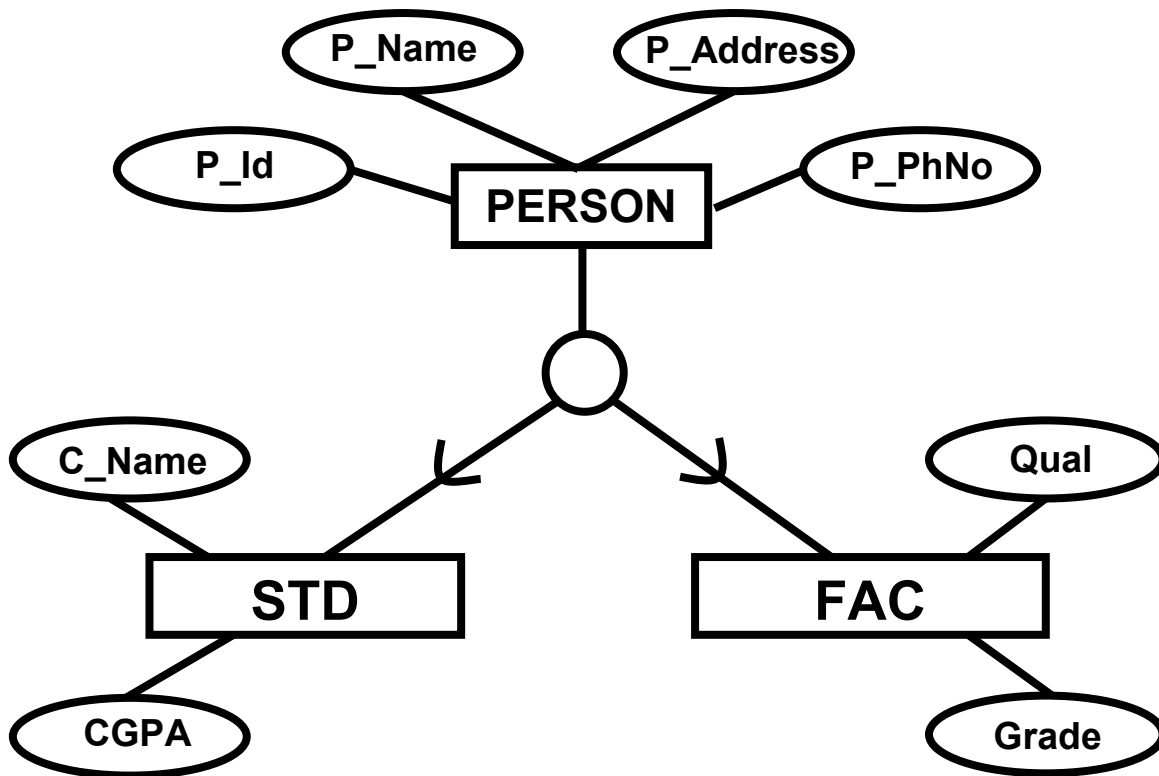 P_Name
P_Address
P_Id
P_PhNo
PERSON
C_Name
Qual
STD
FAC
CGPA
Grade